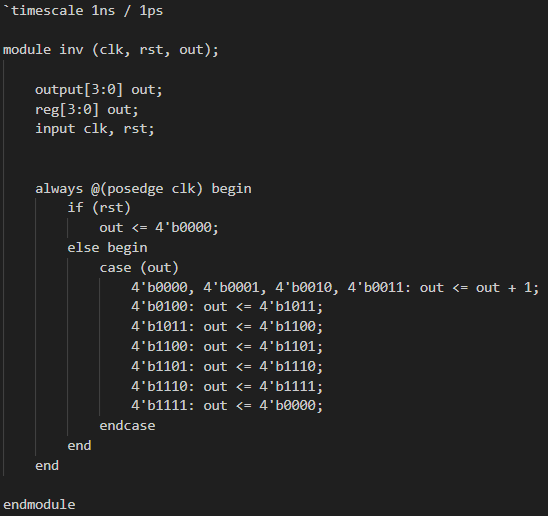 `timescale 1ns / 1ps
module inv (clk, rst, out);
output[3:0] out;
reg[3:0] out;
input clk, rst;
always @(posedge clk) begin
if (rst)
out <= 4'b0000;
else begin
case (out)
4'b0000, 4'b0001, 4'b0010, 4'b0011: out <= out + 1;
4'b0100: out <= 4'b1011;
4'b1011: out <= 4'b1100;
4'b1100: out <= 4'b1101;
4'b1101: out <= 4'b1110;
4'b1110: out <= 4'b1111;
4'b1111: out <= 4'b0000;
endcase
end
end
endmodule